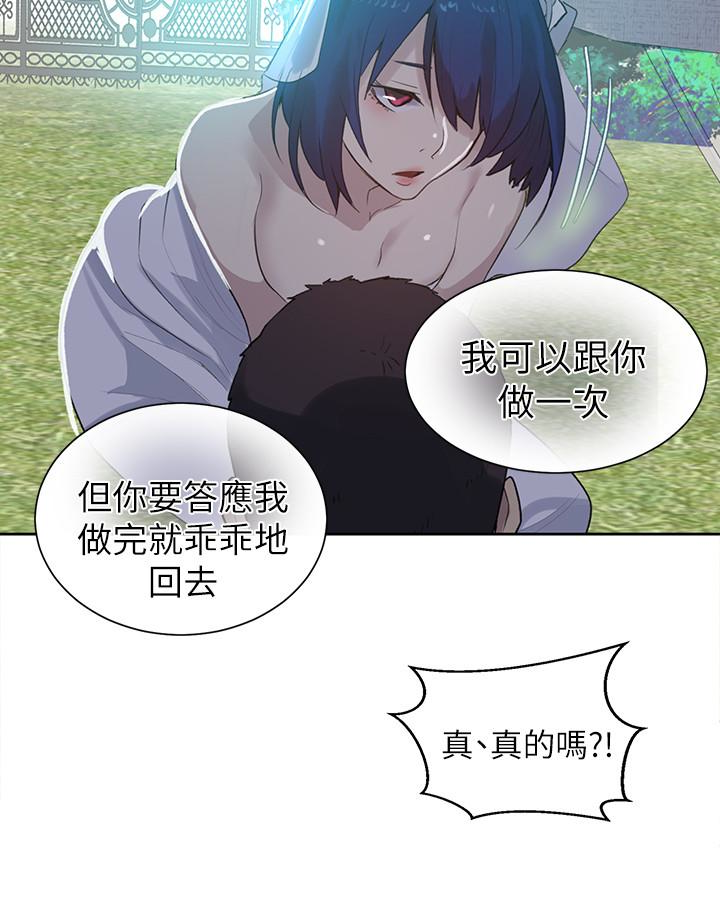 我可以跟你
做一次
但你要答應我
做完就乖乖地
回去
真、真的嗎?!